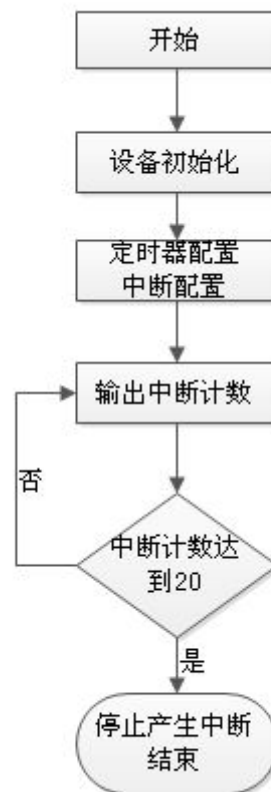 开始
设备初始化
定时器配置
中断配置
输出中断计数
否
中断计数达
到20
是
停止产生中断
结束